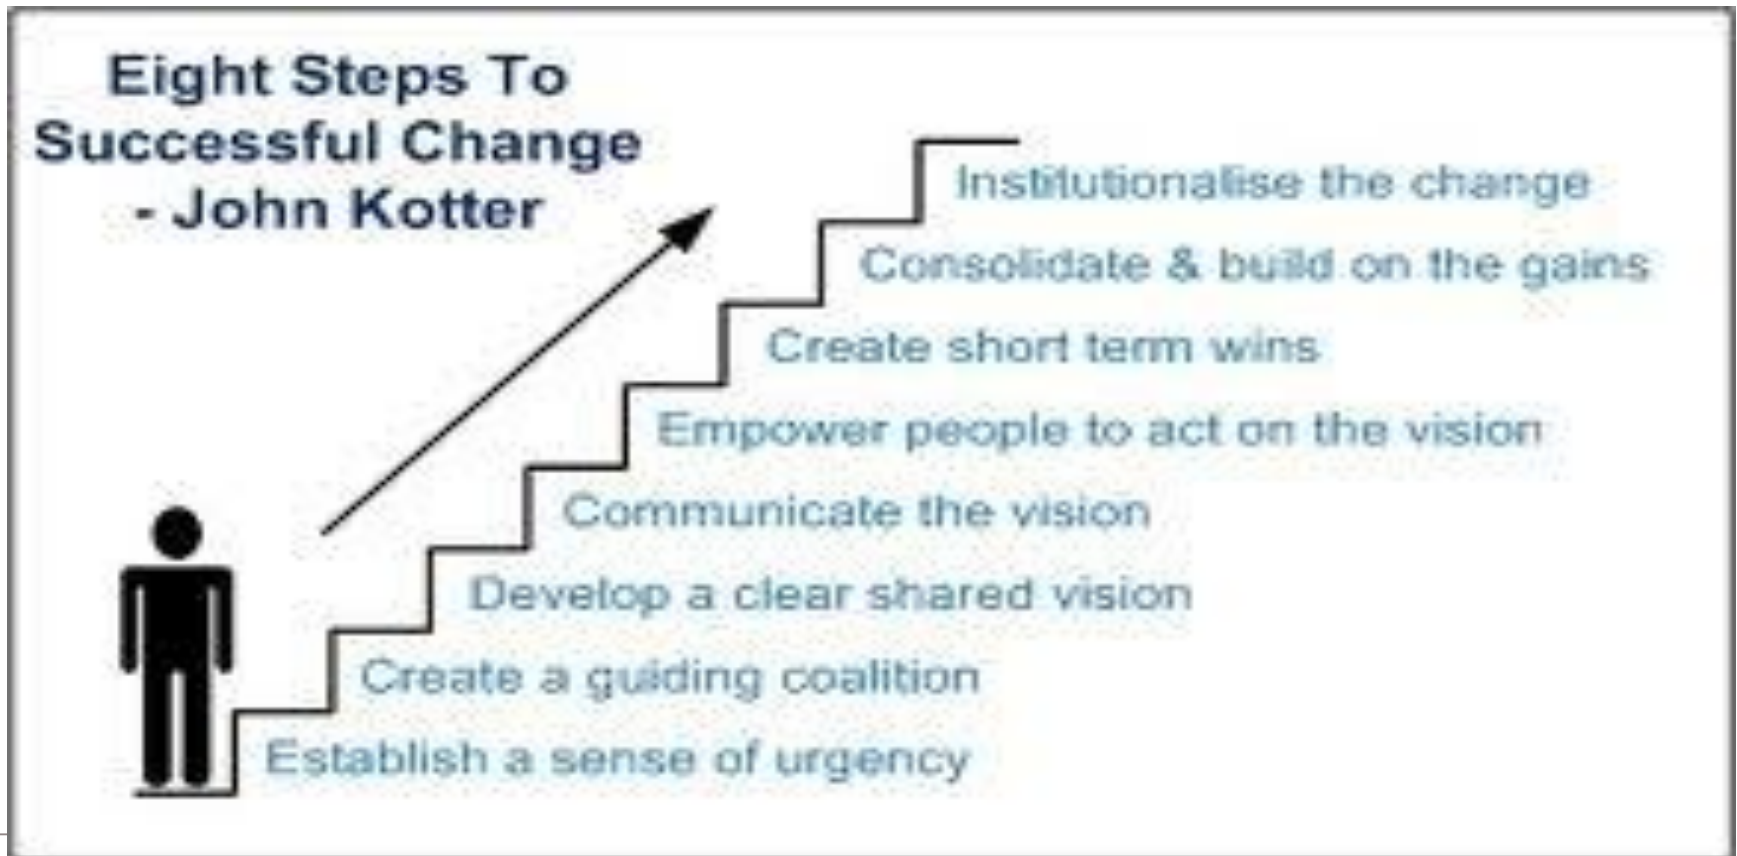 Eight Steps To
Successful Change
- John Kotter
Institutionalise the change
Consolidate & build on the gains
Create short term wins
Empower people to act on the vision
Communicate the vision
Develop a clear shared vision
Create a guiding coalition
Establish a sense of urgency